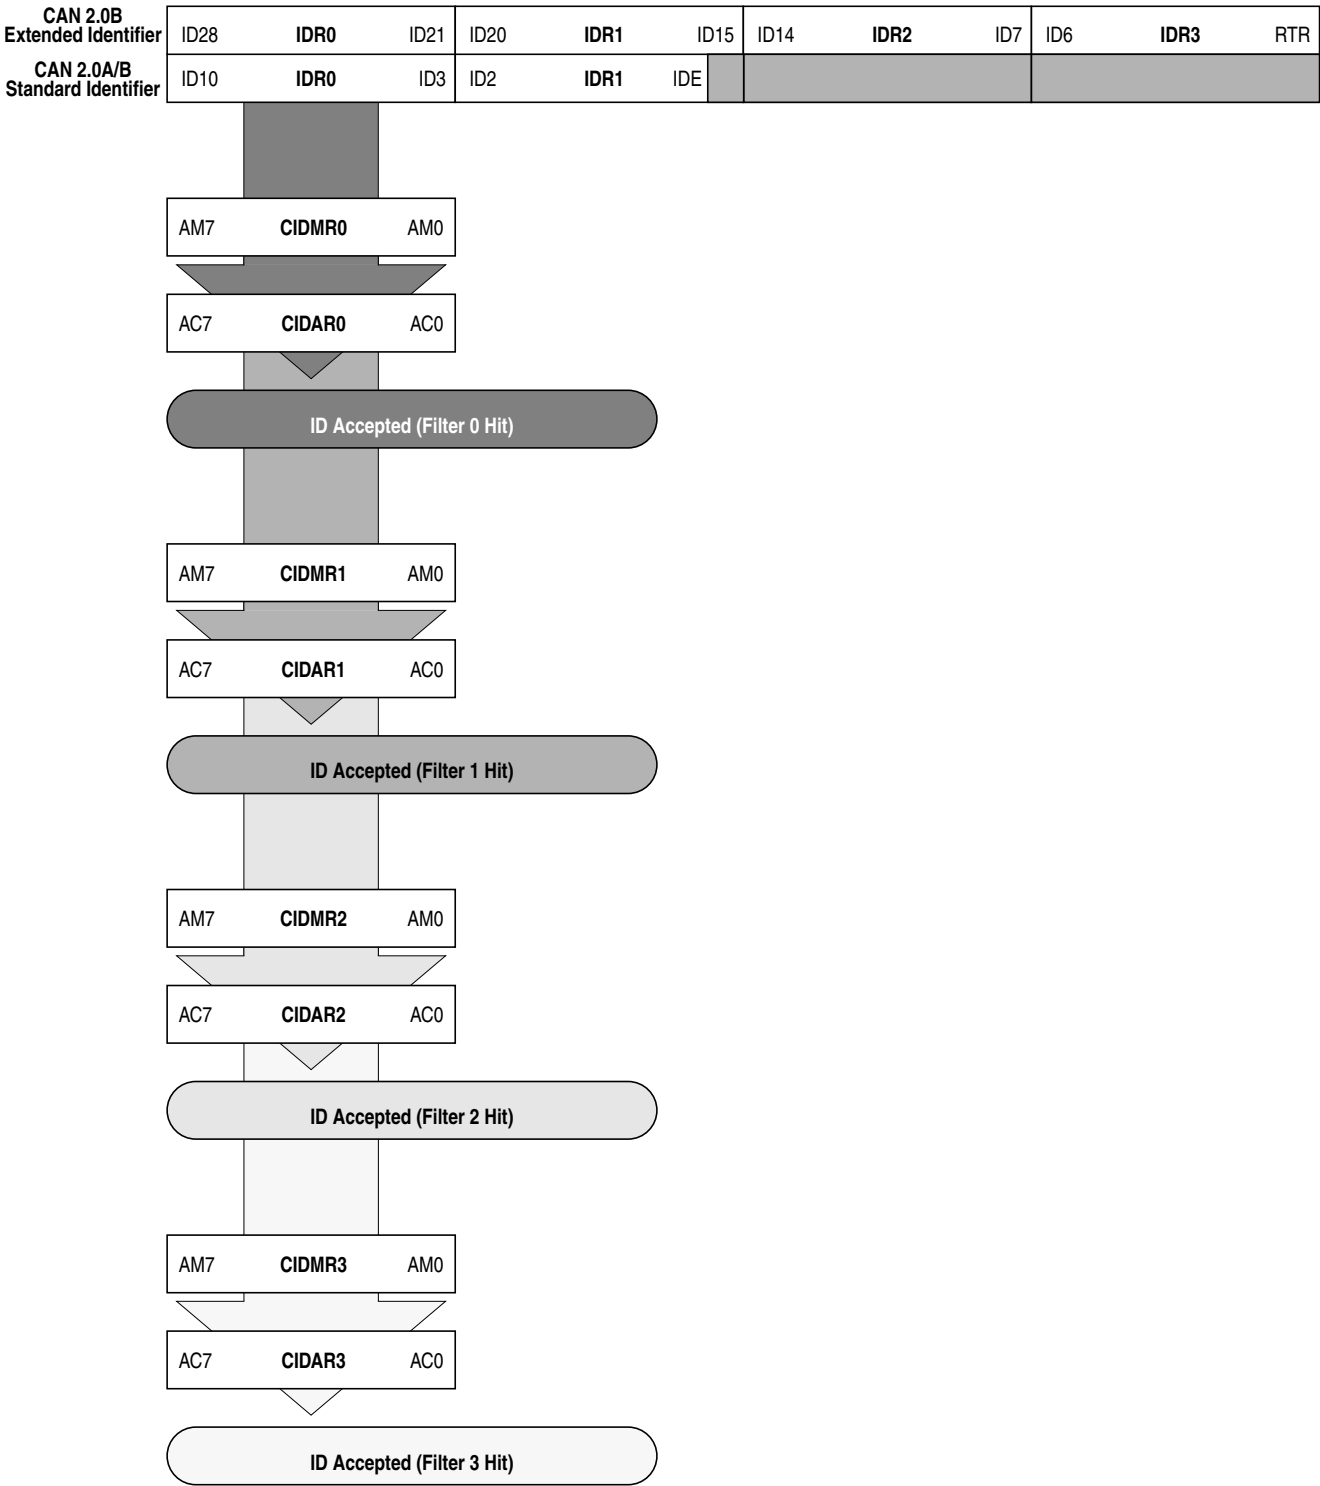 CAN 2.0B
Extended Identifier ID28 IDR0 ID21 ID20 IDR1 ID15 ID14 IDR2 ID7 ID6 IDR3 RTR
CAN 2.0A/B
Standard Identifier ID10 IDR0 ID3 ID2 IDR1 IDE
AM7 CIDMR0 AM0
AC7 CIDAR0 AC0
ID Accepted (Filter 0 Hit)
AM7 CIDMR1 AM0
AC7 CIDAR1 AC0
ID Accepted (Filter 1 Hit)
AM7 CIDMR2 AM0
AC7 CIDAR2 AC0
ID Accepted (Filter 2 Hit)
AM7 CIDMR3 AM0
AC7 CIDAR3 AC0
ID Accepted (Filter 3 Hit)